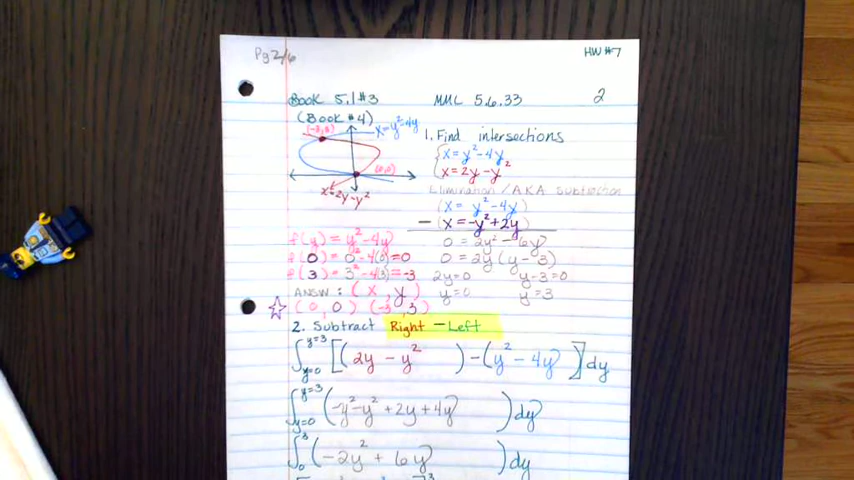 Pg 2/6
HW#7
Book 5.1 #3
MML 5.6.33
2
(Book #4)
(-3,3)
x=y²-4y
(0,0)
x=2y-y²
1. Find intersections
x=y²-4y
x=2y-y²
Elimination / AKA Subtraction
(x = y²-4y)
- (x = -y²+2y)
0 = 2y² - 6y
0 = 2y(y-3)
2y=0 y-3=0
y=0 y=3
f(y) = y²-4y
f(0) = 0²-4(0)=0
f(3) = 3²-4(3)=-3
ANSW: (x, y)
(0, 0) (-3, 3)
2. Subtract Right - Left
∫_{y=0}^{y=3} [(2y - y²) - (y² - 4y)] dy
∫_{y=0}^{y=3} (-y²-y² + 2y + 4y) dy
∫_0^3 (-2y² + 6y) dy